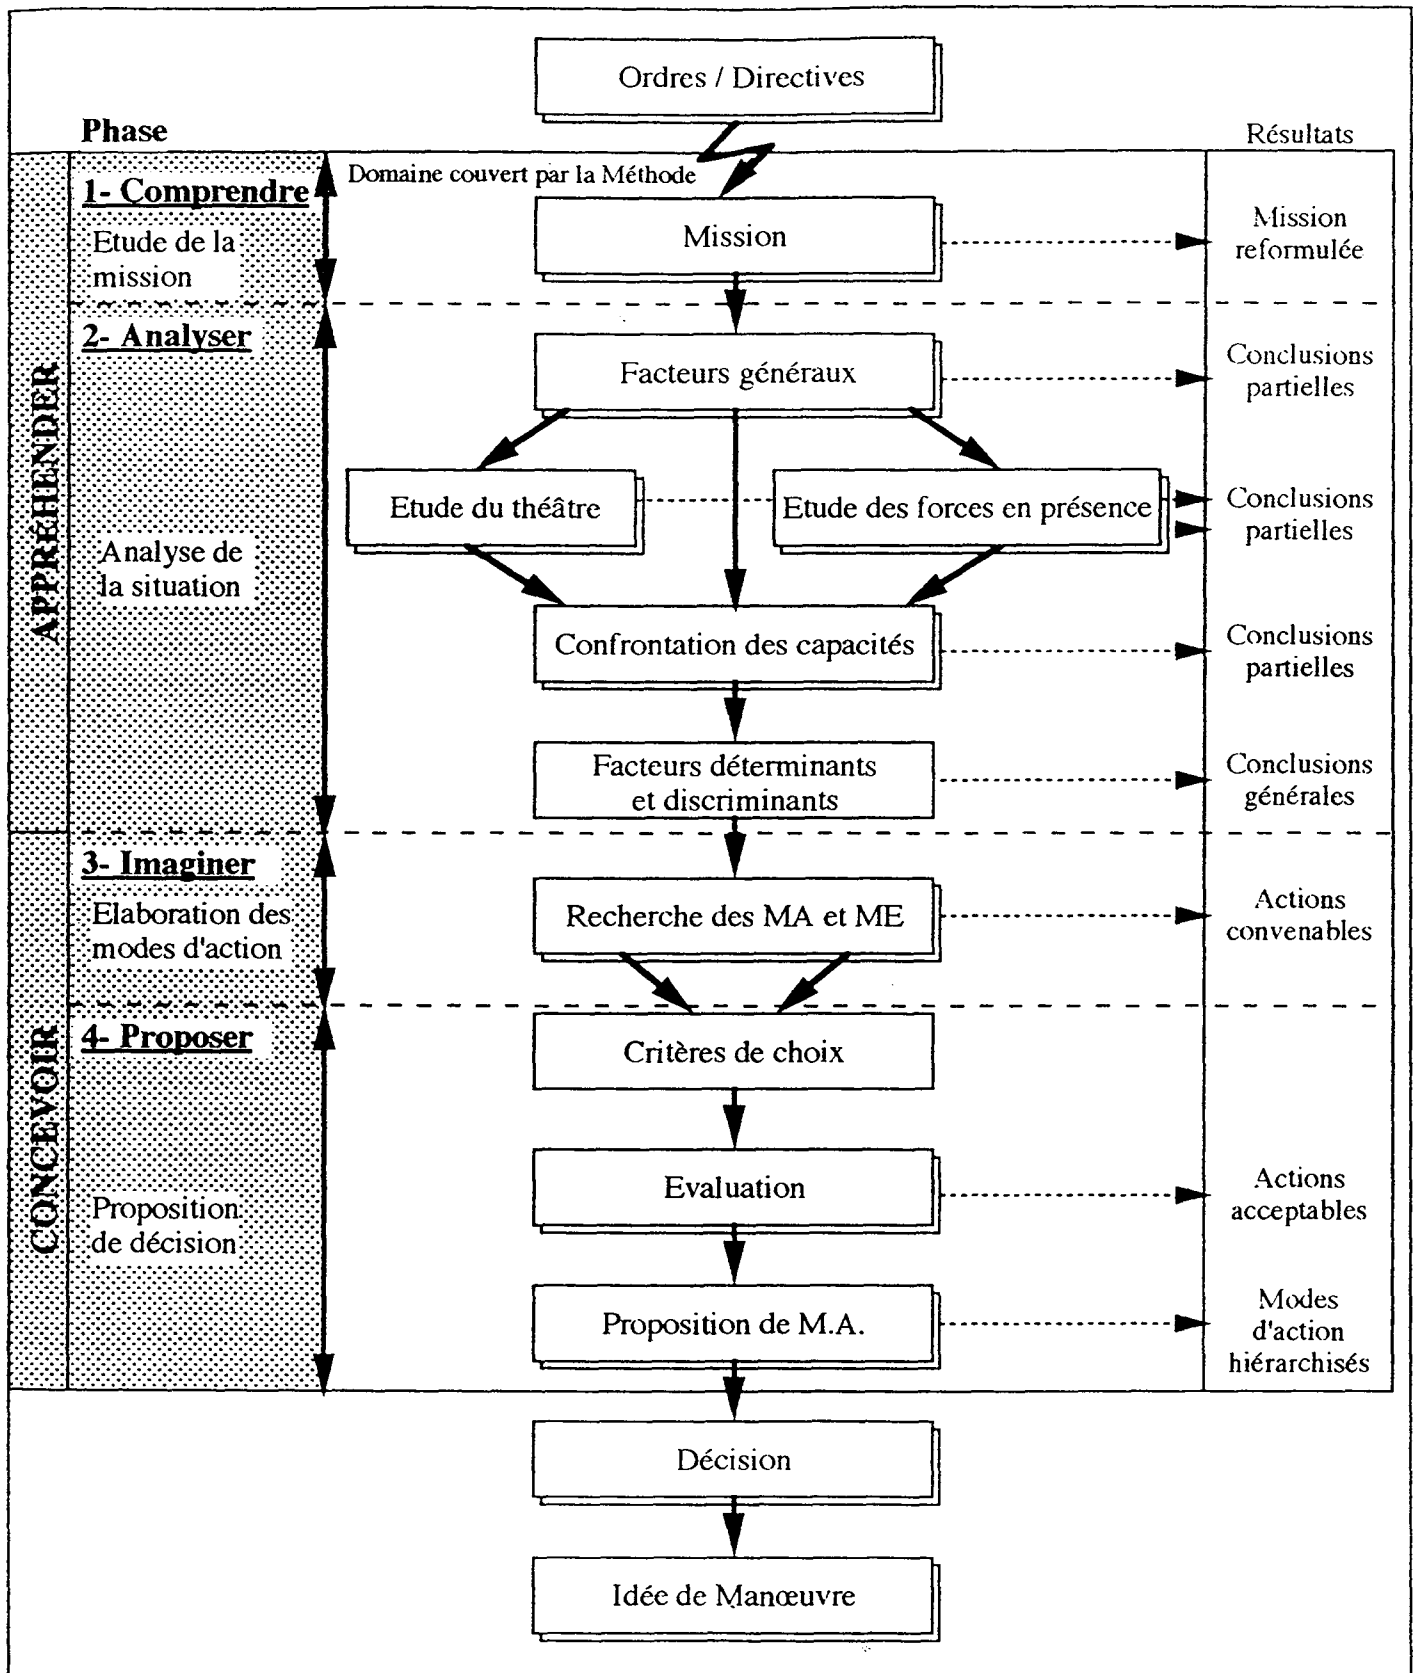 Ordres / Directives
Phase
Résultats
APPRÉHENDER
1- Comprendre
Etude de la
mission
Domaine couvert par la Méthode
Mission
Mission
reformulée
2- Analyser
Analyse de
la situation
Facteurs généraux
Conclusions
partielles
Etude du théâtre
Etude des forces en présence
Conclusions
partielles
Confrontation des capacités
Conclusions
partielles
Facteurs déterminants
et discriminants
Conclusions
générales
CONCEVOIR
3- Imaginer
Elaboration des
modes d'action
Recherche des MA et ME
Actions
convenables
4- Proposer
Proposition
de décision
Critères de choix
Evaluation
Actions
acceptables
Proposition de M.A.
Modes
d'action
hiérarchisés
Décision
Idée de Manœuvre